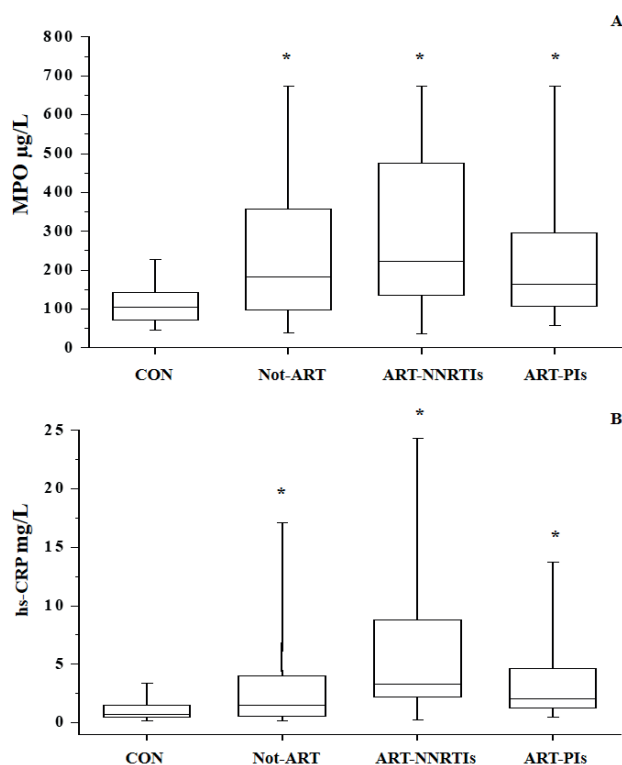 A
800
700
600
500
400
300
200
100
0
MPO µg/L
* * *
CON Not-ART ART-NNRTIs ART-PIs
B
25
20
15
10
5
0
hs-CRP mg/L
* * *
CON Not-ART ART-NNRTIs ART-PIs